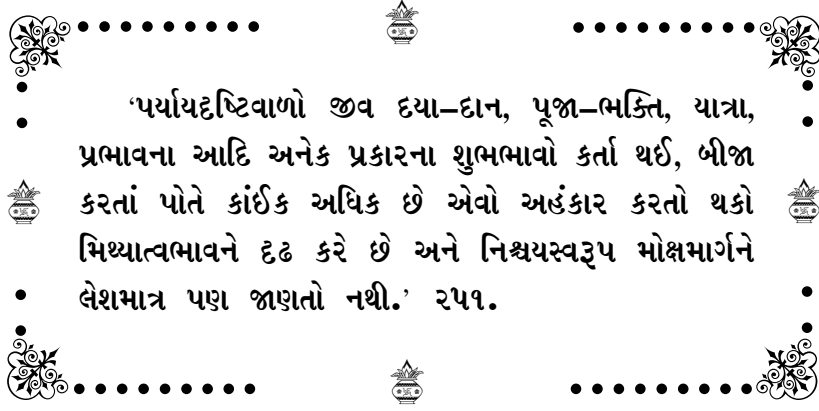 ‘પર્યાયદૃષ્ટિવાળો જીવ દયા–દાન, પૂજા–ભક્તિ, યાત્રા,
પ્રભાવના આદિ અનેક પ્રકારના શુભભાવો કર્તા થઈ, બીજા
કરતાં પોતે કાંઈક અધિક છે એવો અહંકાર કરતો થકો
મિથ્યાત્વભાવને દૃઢ કરે છે અને નિશ્ચયસ્વરૂપ મોક્ષમાર્ગને
લેશમાત્ર પણ જાણતો નથી.’ ૨૫૧.